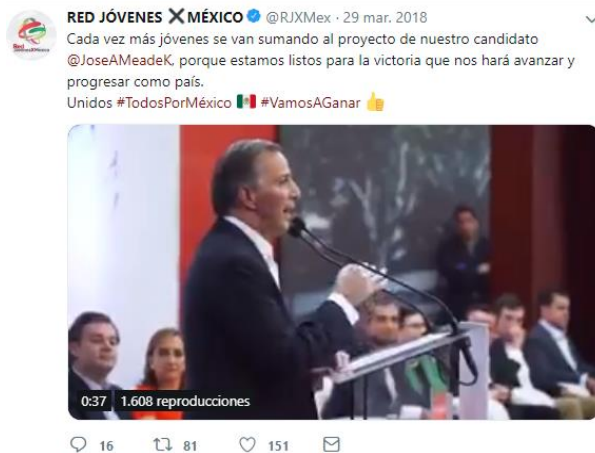 RED JÓVENES ❌MÉXICO @RJXMex · 29 mar. 2018
Cada vez más jóvenes se van sumando al proyecto de nuestro candidato
@JoseAMeadeK, porque estamos listos para la victoria que nos hará avanzar y
progresar como país.
Unidos #TodosPorMéxico 🇲🇽 #VamosAGanar 👍
0:37 1.608 reproducciones
16 81 151